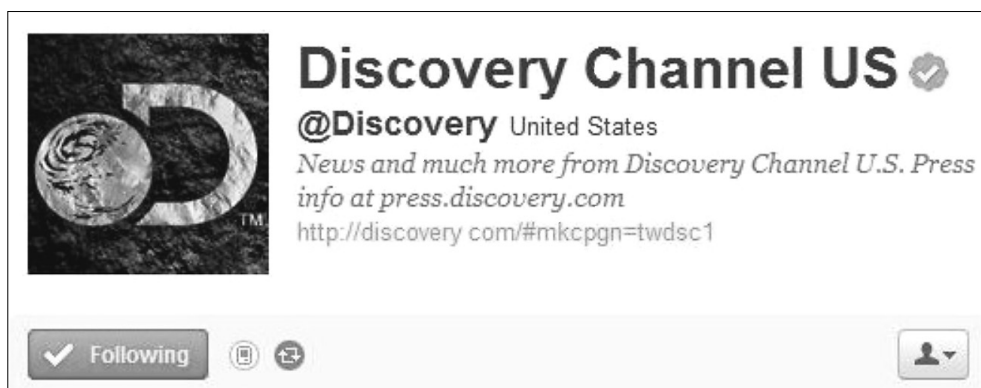 Discovery Channel US
@Discovery United States
News and much more from Discovery Channel U.S. Press
info at press.discovery.com
http://discovery com/#mkcpgn=twdsc1
D
TM
Following